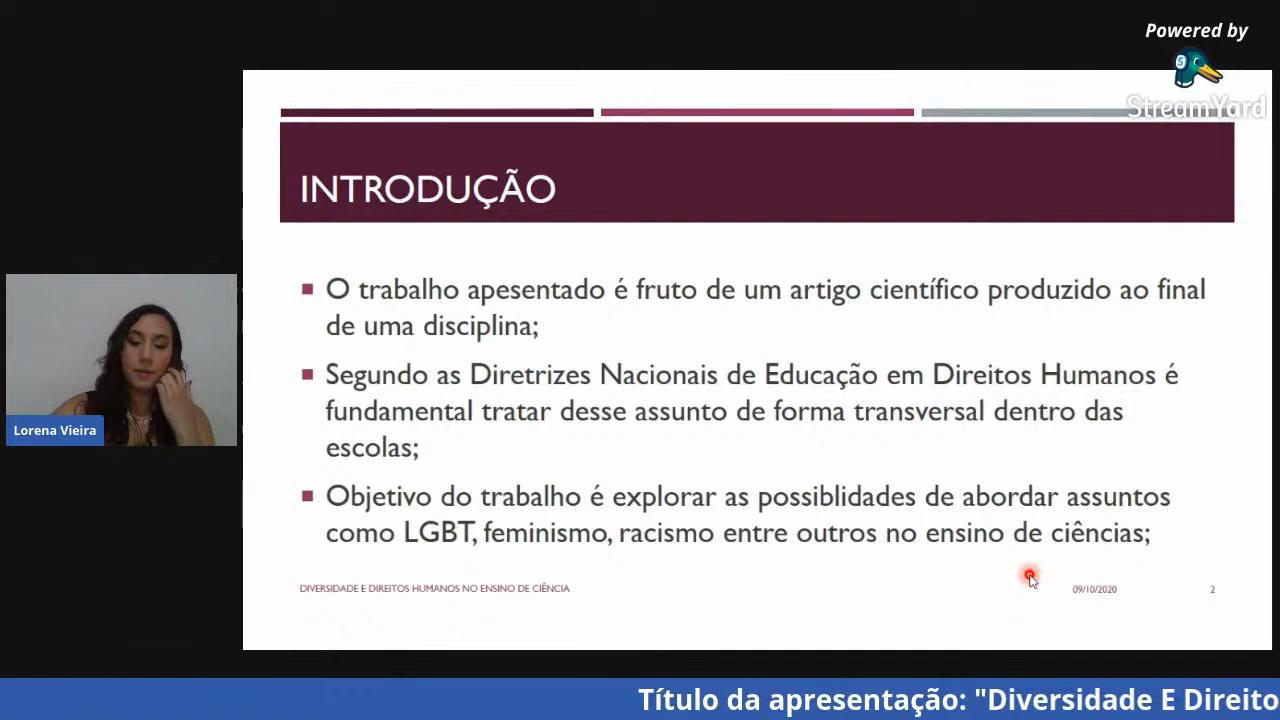 Powered by
StreamYard
INTRODUÇÃO
O trabalho apesentado é fruto de um artigo científico produzido ao final
de uma disciplina;
Segundo as Diretrizes Nacionais de Educação em Direitos Humanos é
fundamental tratar desse assunto de forma transversal dentro das
escolas;
Objetivo do trabalho é explorar as possiblidades de abordar assuntos
como LGBT, feminismo, racismo entre outros no ensino de ciências;
DIVERSIDADE E DIREITOS HUMANOS NO ENSINO DE CIÊNCIA
09/10/2020
2
Lorena Vieira
Título da apresentação: "Diversidade E Direito